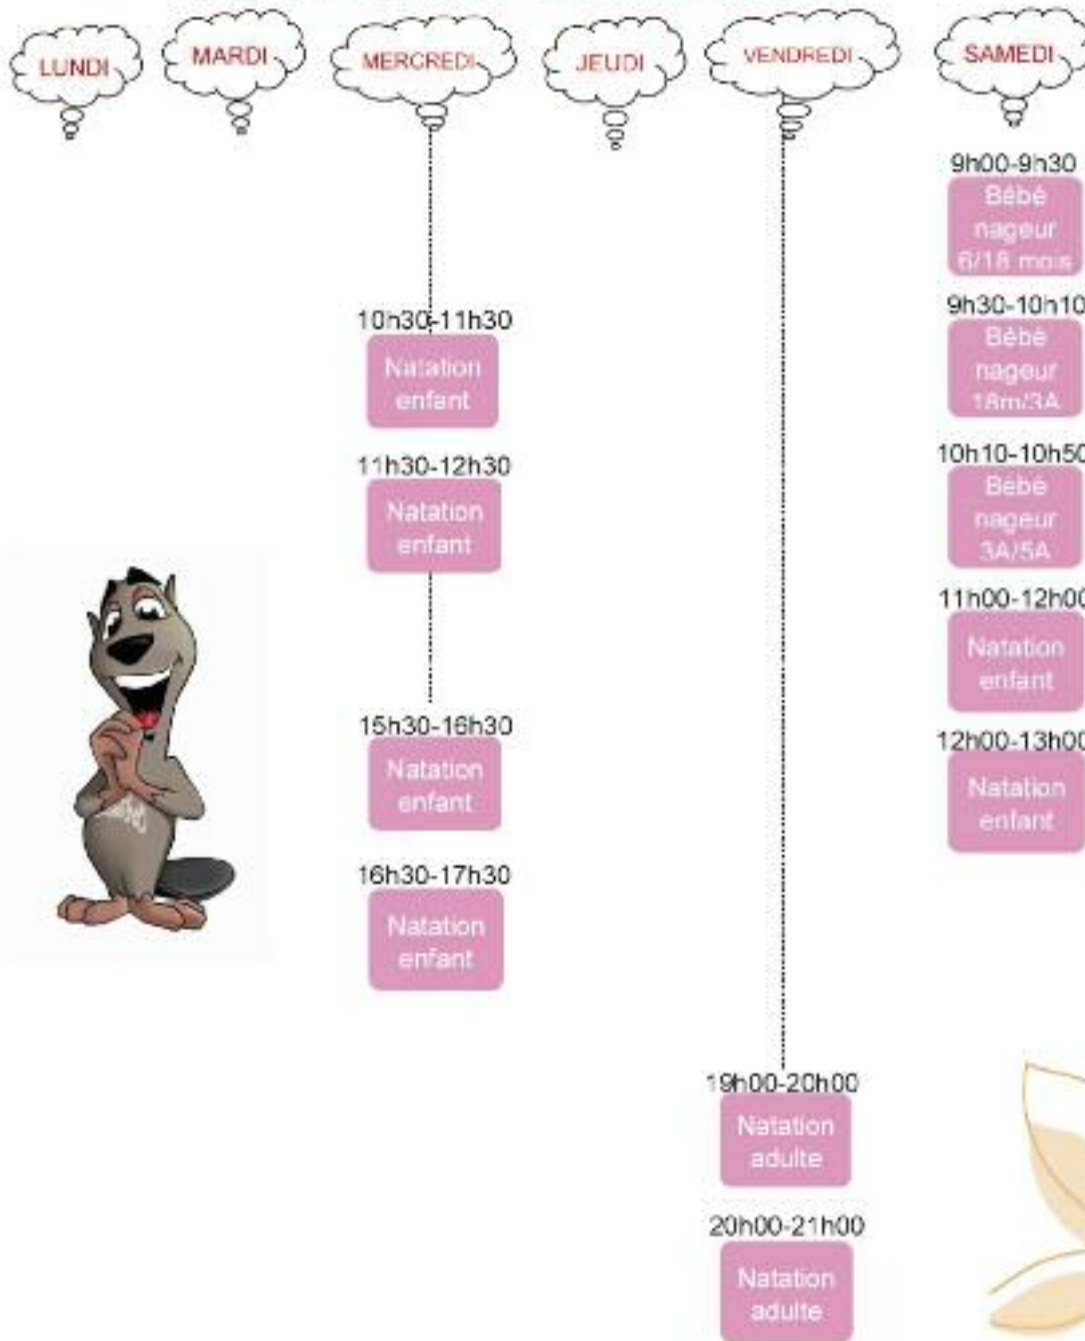 LUNDI
MARDI
MERCREDI
JEUDI
VENDREDI
SAMEDI
10h30-11h30
Natation
enfant
11h30-12h30
Natation
enfant
15h30-16h30
Natation
enfant
16h30-17h30
Natation
enfant
19h00-20h00
Natation
adulte
20h00-21h00
Natation
adulte
9h00-9h30
Bébé
nageur
6/18 mois
9h30-10h10
Bébé
nageur
18m/3A
10h10-10h50
Bébé
nageur
3A/5A
11h00-12h00
Natation
enfant
12h00-13h00
Natation
enfant